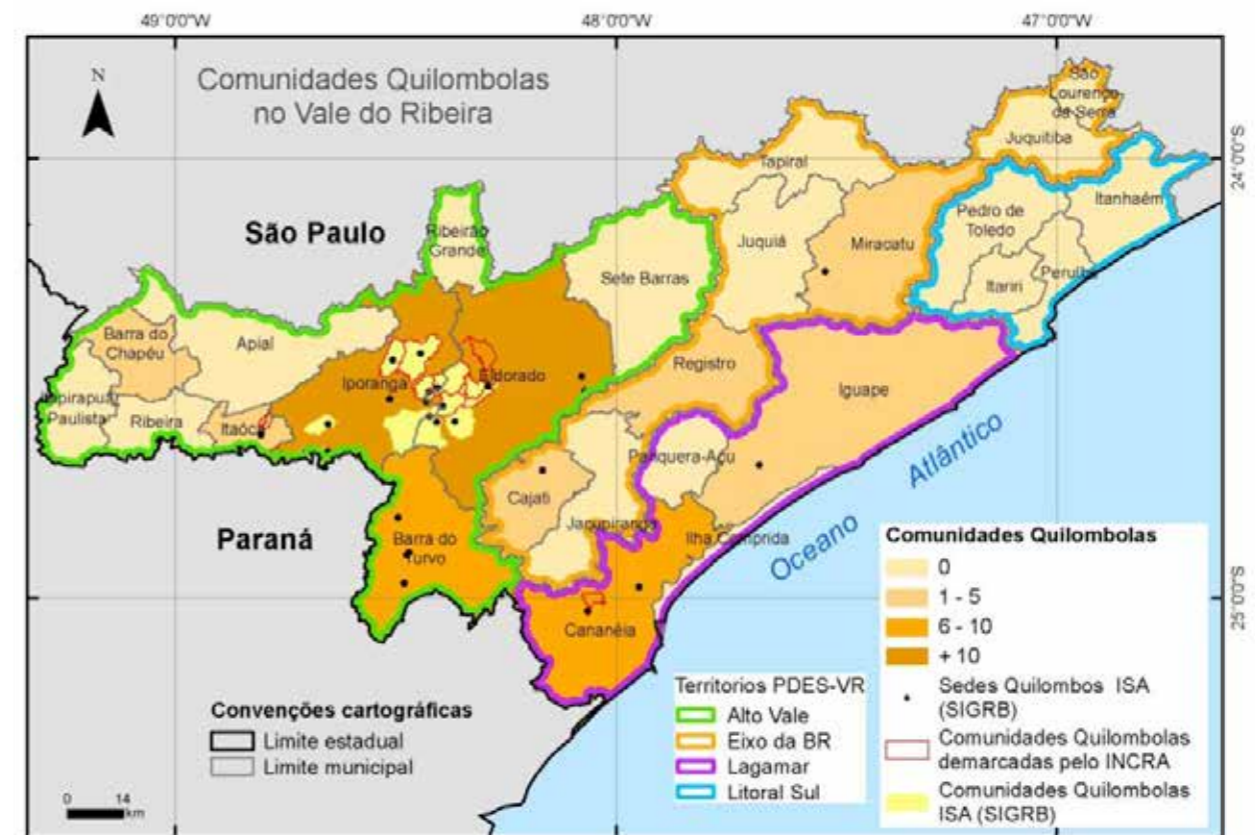 49°0'0"W
48°0'0"W
47°0'0"W
Comunidades Quilombolas
no Vale do Ribeira
N
São
Lourenço
da Serra
Juquitiba
24°0'0"S
Tapiraí
Itanhaém
Pedro de
Toledo
São Paulo
Ribeirão
Grande
Juquiá
Miracatu
Sete Barras
Peruíbe
Itariri
Barra do
Chapéu
Apiaí
Registro
Iporanga
Eldorado
Iguape
Paulista
Ribeira
Itaóca
Cajati
Jacupiranga
Atlântico
Oceano
Paraná
Barra do
Turvo
Ilha Comprida
Cananéia
25°0'0"S
Comunidades Quilombolas
0
1 - 5
6 - 10
+ 10
Sedes Quilombos ISA
(SIGRB)
Comunidades Quilombolas
demarcadas pelo INCRA
Comunidades Quilombolas
ISA (SIGRB)
Territorios PDES-VR
Alto Vale
Eixo da BR
Lagamar
Litoral Sul
Convenções cartográficas
Limite estadual
Limite municipal
0 14
km